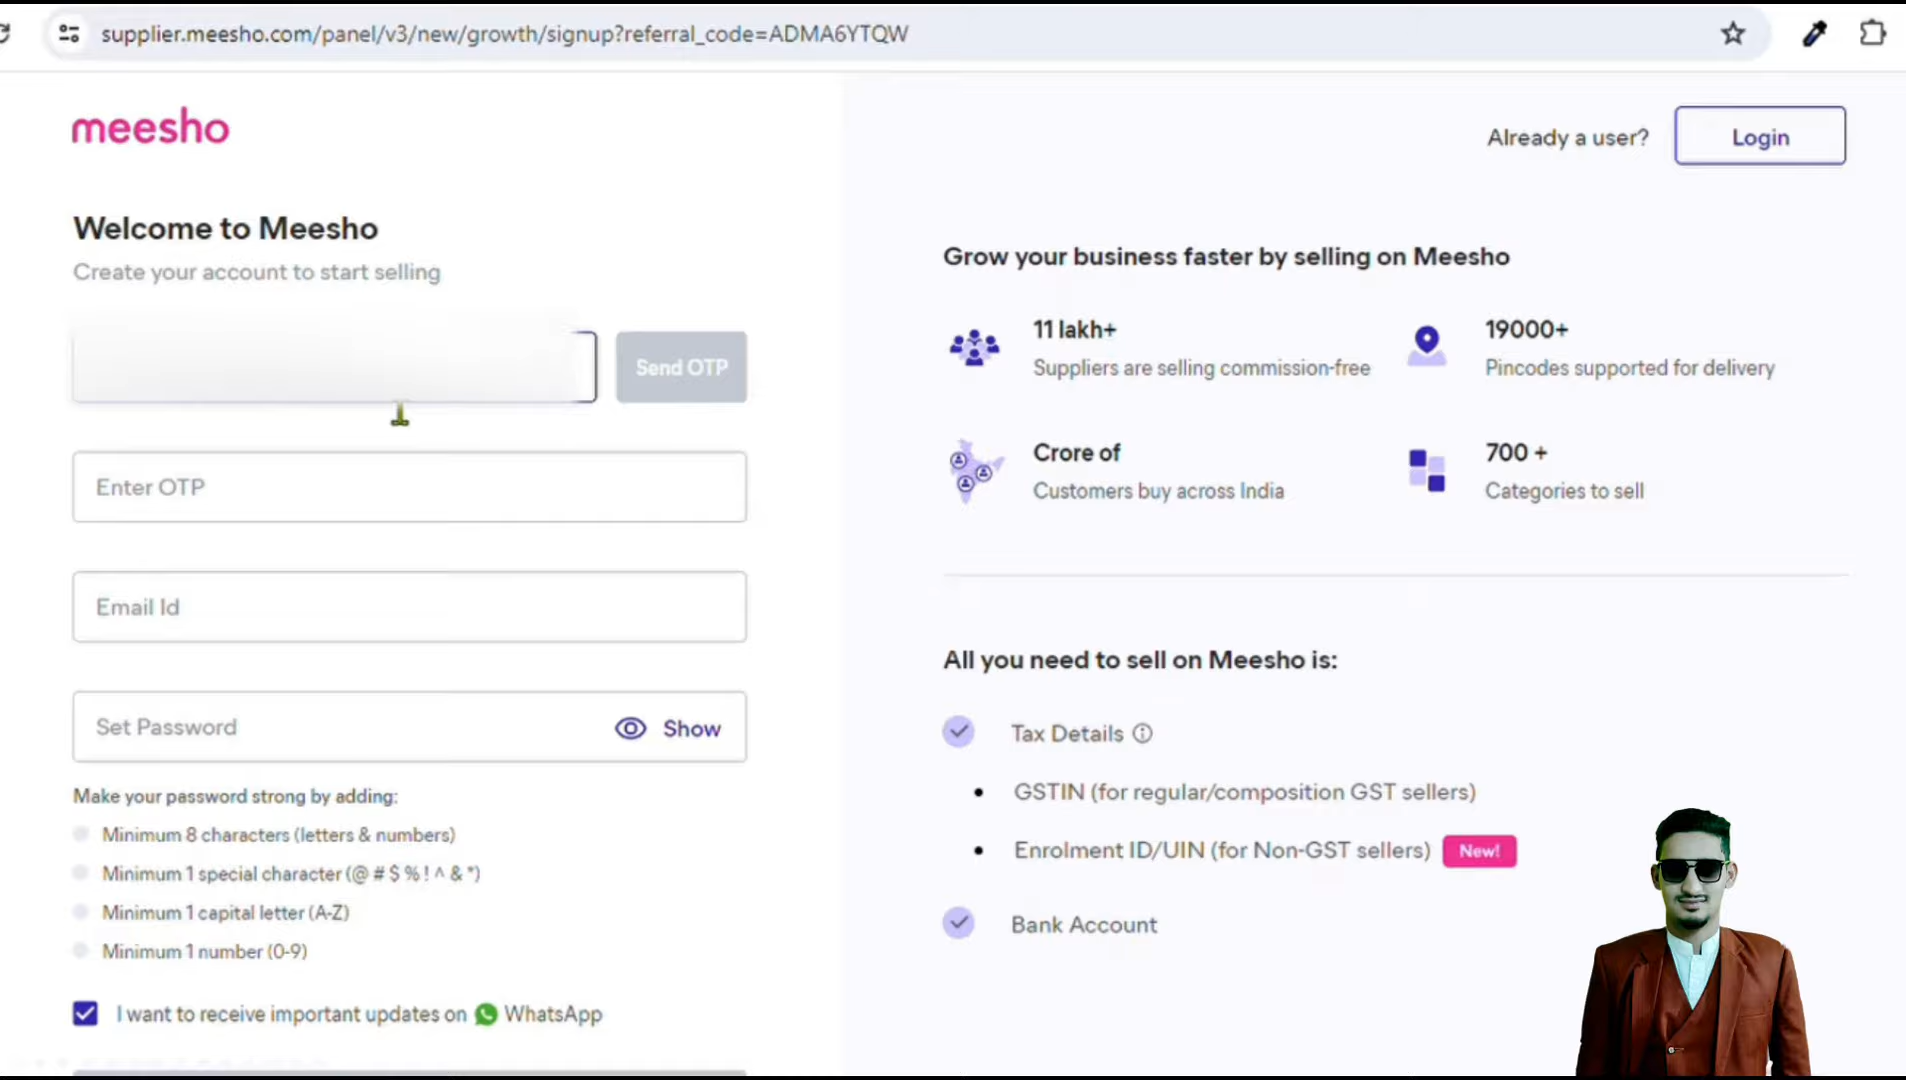 supplier.meesho.com/panel/v3/new/growth/signup?referral_code=ADMA6YTQW
meesho
Already a user?
Login
Welcome to Meesho
Create your account to start selling
Send OTP
Enter OTP
Email Id
Set Password
Show
Make your password strong by adding:
Minimum 8 characters (letters & numbers)
Minimum 1 special character (@ # $ % ! ^ & *)
Minimum 1 capital letter (A-Z)
Minimum 1 number (0-9)
I want to receive important updates on WhatsApp
Grow your business faster by selling on Meesho
11 lakh+
Suppliers are selling commission-free
19000+
Pincodes supported for delivery
Crore of
Customers buy across India
700 +
Categories to sell
All you need to sell on Meesho is:
Tax Details
GSTIN (for regular/composition GST sellers)
Enrolment ID/UIN (for Non-GST sellers) New!
Bank Account